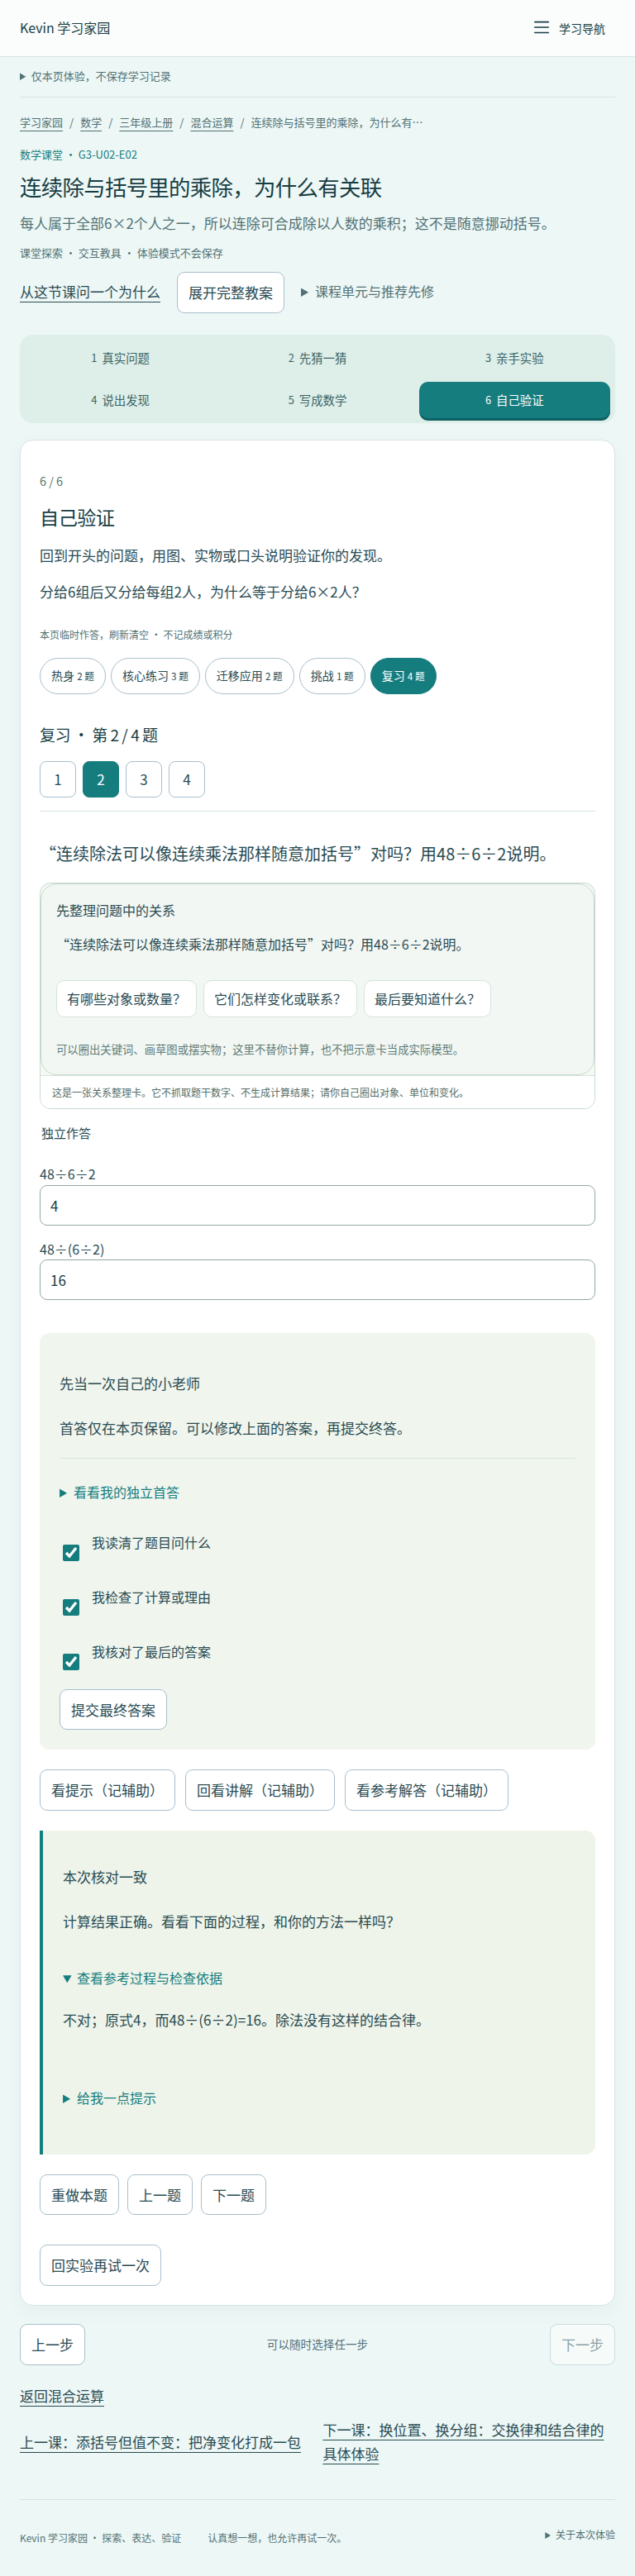 Kevin 学习家园
学习导航
仅本页体验，不保存学习记录
学习家园 / 数学 / 三年级上册 / 混合运算 / 连续除与括号里的乘除，为什么有…
数学课堂 · G3-U02-E02
连续除与括号里的乘除，为什么有关联
每人属于全部6×2个人之一，所以连除可合成除以人数的乘积；这不是随意挪动括号。
课堂探索 · 交互教具 · 体验模式不会保存
从这节课问一个为什么
展开完整教案
课程单元与推荐先修
1 真实问题
2 先猜一猜
3 亲手实验
4 说出发现
5 写成数学
6 自己验证
6 / 6
自己验证
回到开头的问题，用图、实物或口头说明验证你的发现。
分给6组后又分给每组2人，为什么等于分给6×2人？
本页临时作答，刷新清空 · 不记成绩或积分
热身 2 题
核心练习 3 题
迁移应用 2 题
挑战 1 题
复习 4 题
复习 · 第 2 / 4 题
1
2
3
4
“连续除法可以像连续乘法那样随意加括号”对吗？用48÷6÷2说明。
先整理问题中的关系
“连续除法可以像连续乘法那样随意加括号”对吗？用48÷6÷2说明。
有哪些对象或数量？
它们怎样变化或联系？
最后要知道什么？
可以圈出关键词、画草图或摆实物；这里不替你计算，也不把示意卡当成实际模型。
这是一张关系整理卡。它不抓取题干数字、不生成计算结果；请你自己圈出对象、单位和变化。
独立作答
48÷6÷2
4
48÷(6÷2)
16
先当一次自己的小老师
首答仅在本页保留。可以修改上面的答案，再提交终答。
看看我的独立首答
我读清了题目问什么
我检查了计算或理由
我核对了最后的答案
提交最终答案
看提示（记辅助）
回看讲解（记辅助）
看参考解答（记辅助）
本次核对一致
计算结果正确。看看下面的过程，和你的方法一样吗？
查看参考过程与检查依据
不对；原式4，而48÷(6÷2)=16。除法没有这样的结合律。
给我一点提示
重做本题
上一题
下一题
回实验再试一次
上一步
可以随时选择任一步
下一步
返回混合运算
上一课：添括号但值不变：把净变化打成一包
下一课：换位置、换分组：交换律和结合律的
具体体验
Kevin 学习家园 · 探索、表达、验证
认真想一想，也允许再试一次。
关于本次体验